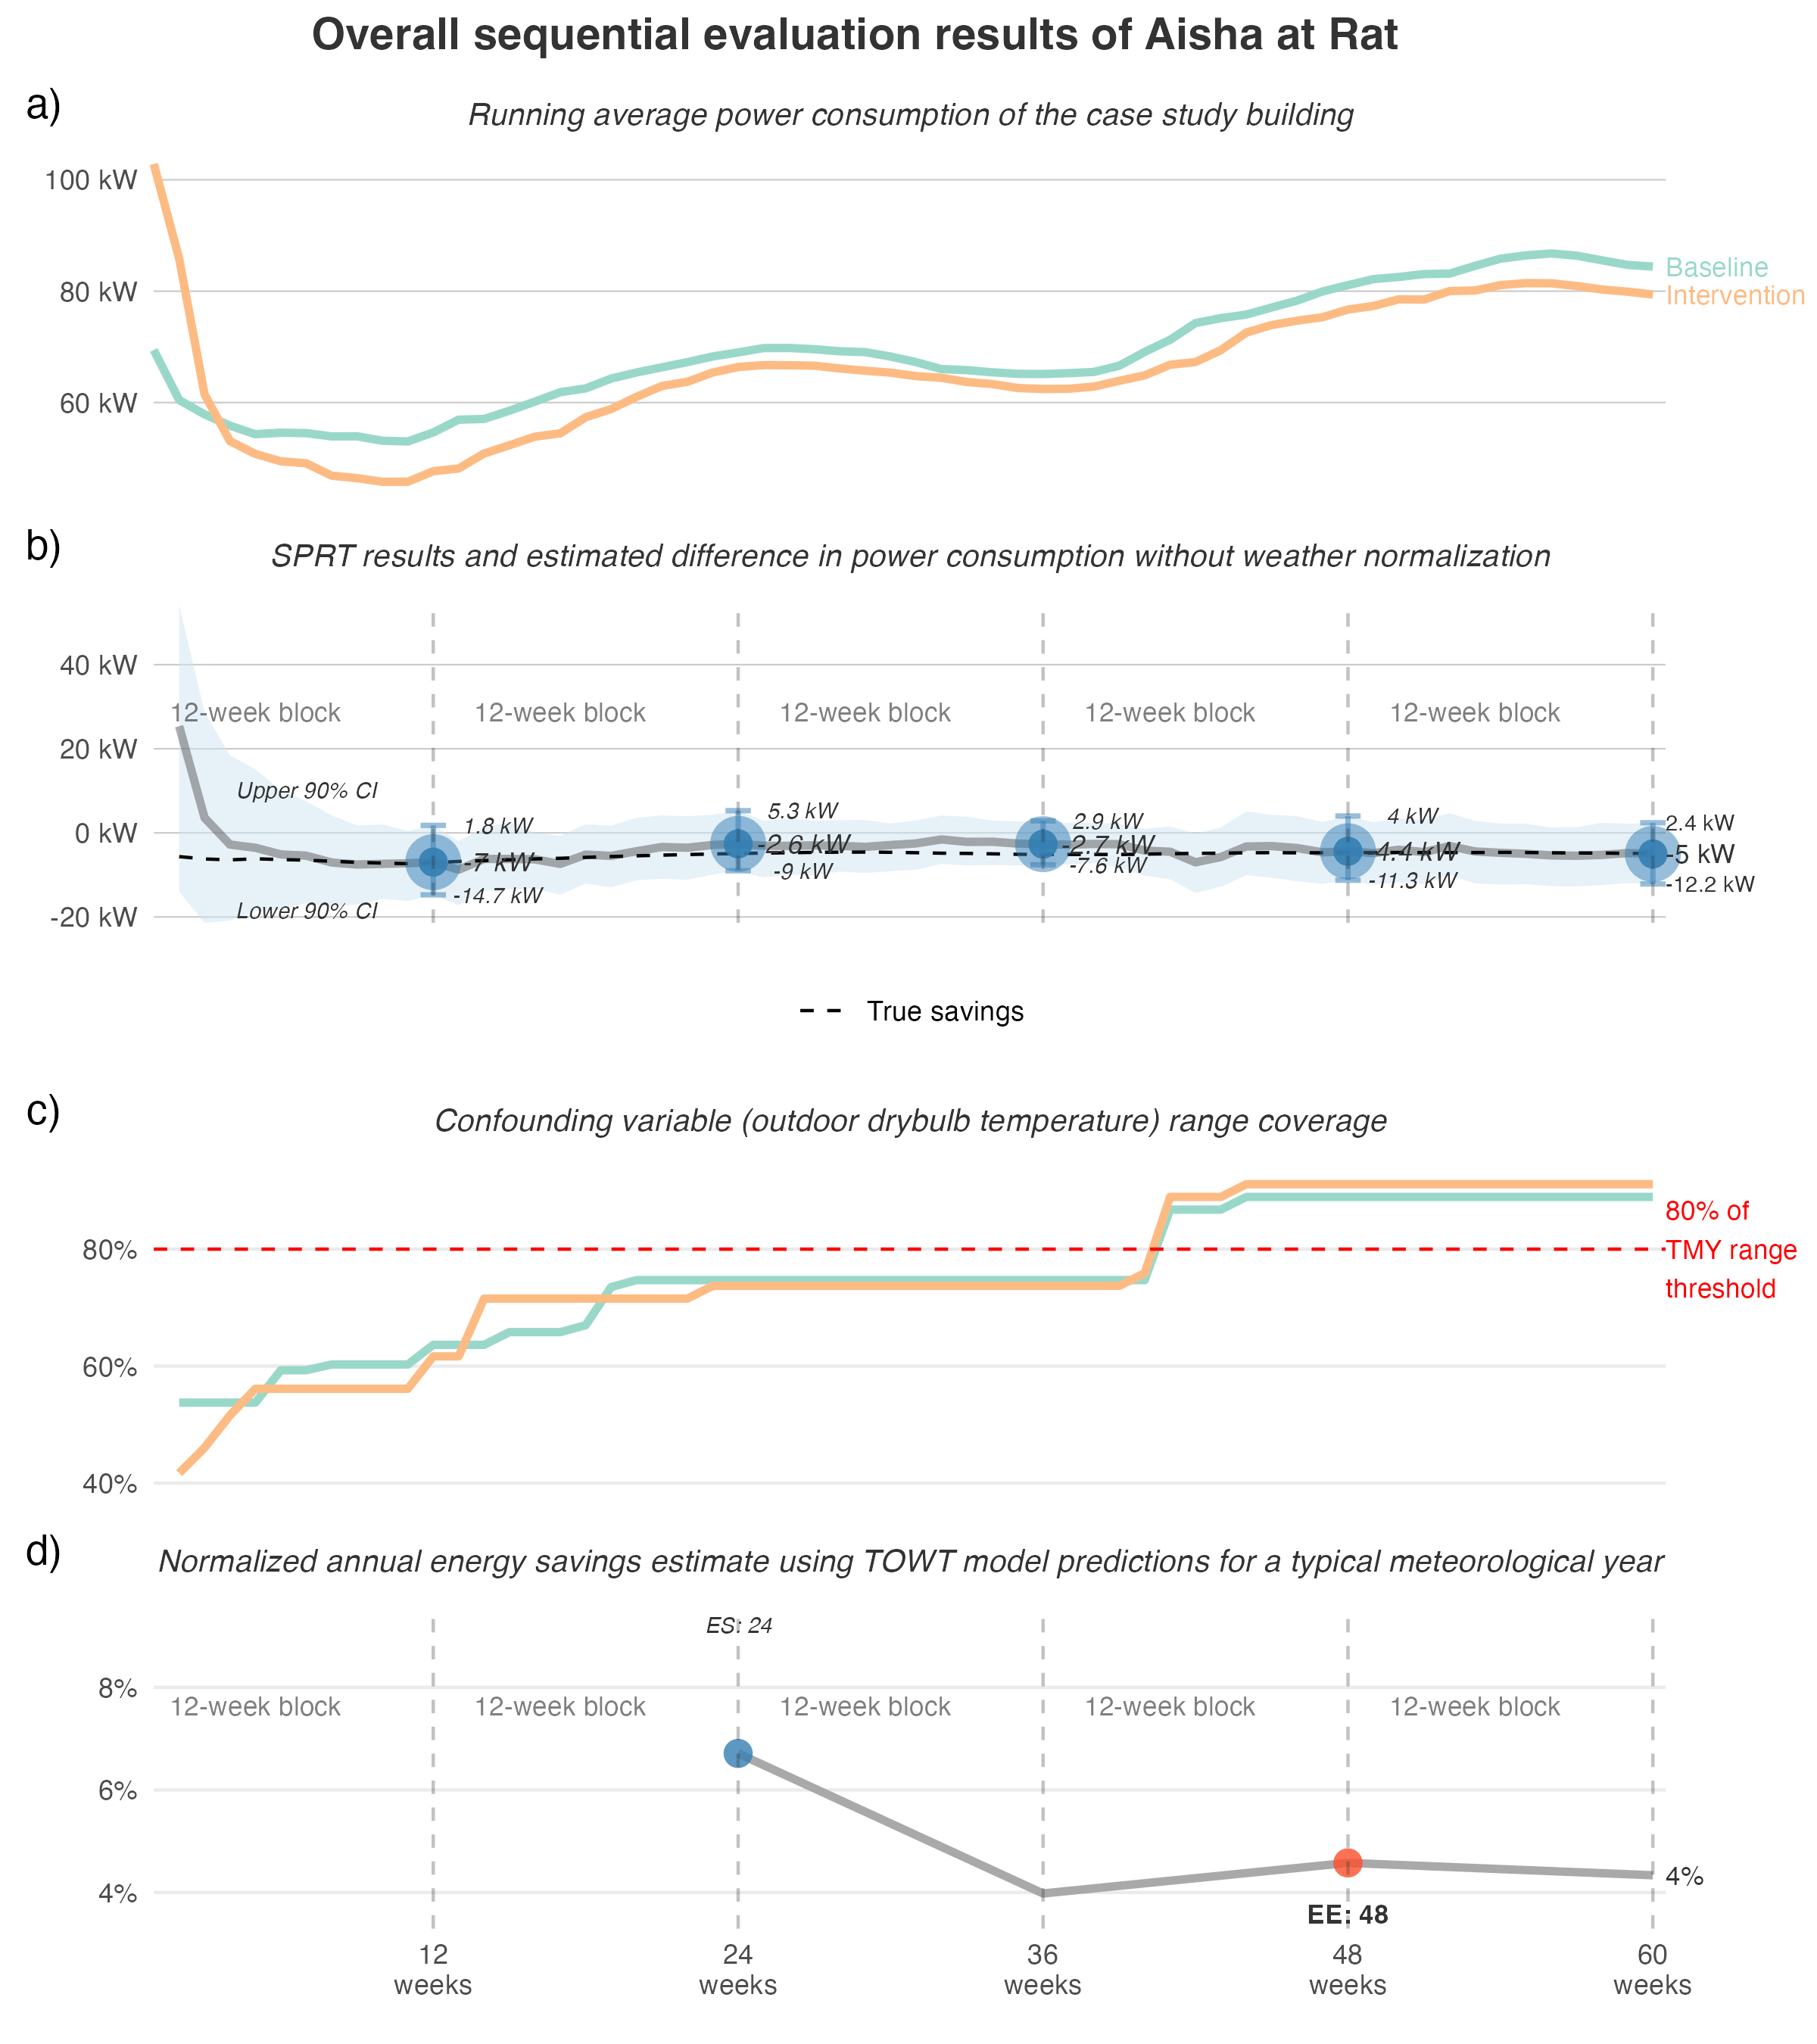 Overall sequential evaluation results of Aisha at Rat
a)
Running average power consumption of the case study building
100 kW
80 kW
60 kW
Baseline
Intervention
b)
SPRT results and estimated difference in power consumption without weather normalization
40 kW
20 kW
0 kW
-20 kW
12-week block
12-week block
12-week block
12-week block
12-week block
Upper 90% CI
Lower 90% CI
1.8 kW
-7 kW
-14.7 kW
5.3 kW
-2.6 kW
-9 kW
2.9 kW
-2.7 kW
-7.6 kW
4 kW
-4.4 kW
-11.3 kW
2.4 kW
-5 kW
-12.2 kW
True savings
c)
Confounding variable (outdoor drybulb temperature) range coverage
80%
60%
40%
80% of
TMY range
threshold
d)
Normalized annual energy savings estimate using TOWT model predictions for a typical meteorological year
ES: 24
8%
6%
4%
12-week block
12-week block
12-week block
12-week block
12-week block
4%
EE: 48
12
weeks
24
weeks
36
weeks
48
weeks
60
weeks